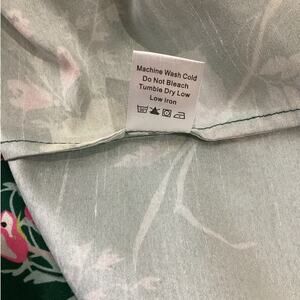 Machine Wash Cold
Do Not Bleach
Tumble Dry Low
Low Iron